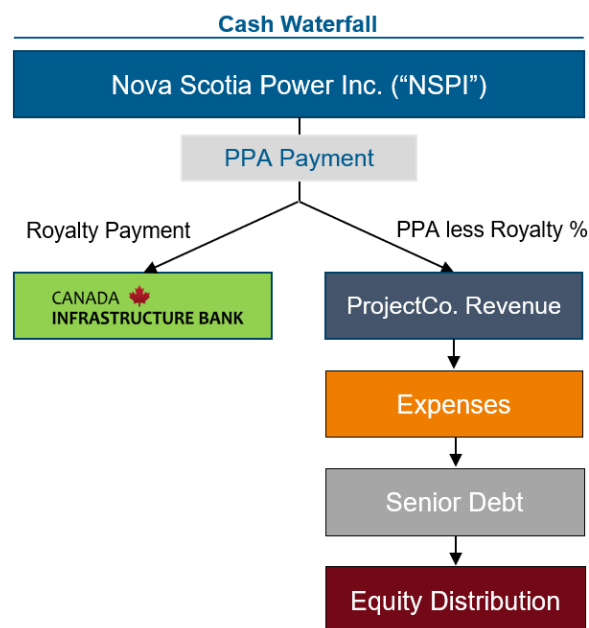 Cash Waterfall
Nova Scotia Power Inc. (“NSPI”)
PPA Payment
Royalty Payment
PPA less Royalty %
CANADA
INFRASTRUCTURE BANK
ProjectCo. Revenue
Expenses
Senior Debt
Equity Distribution